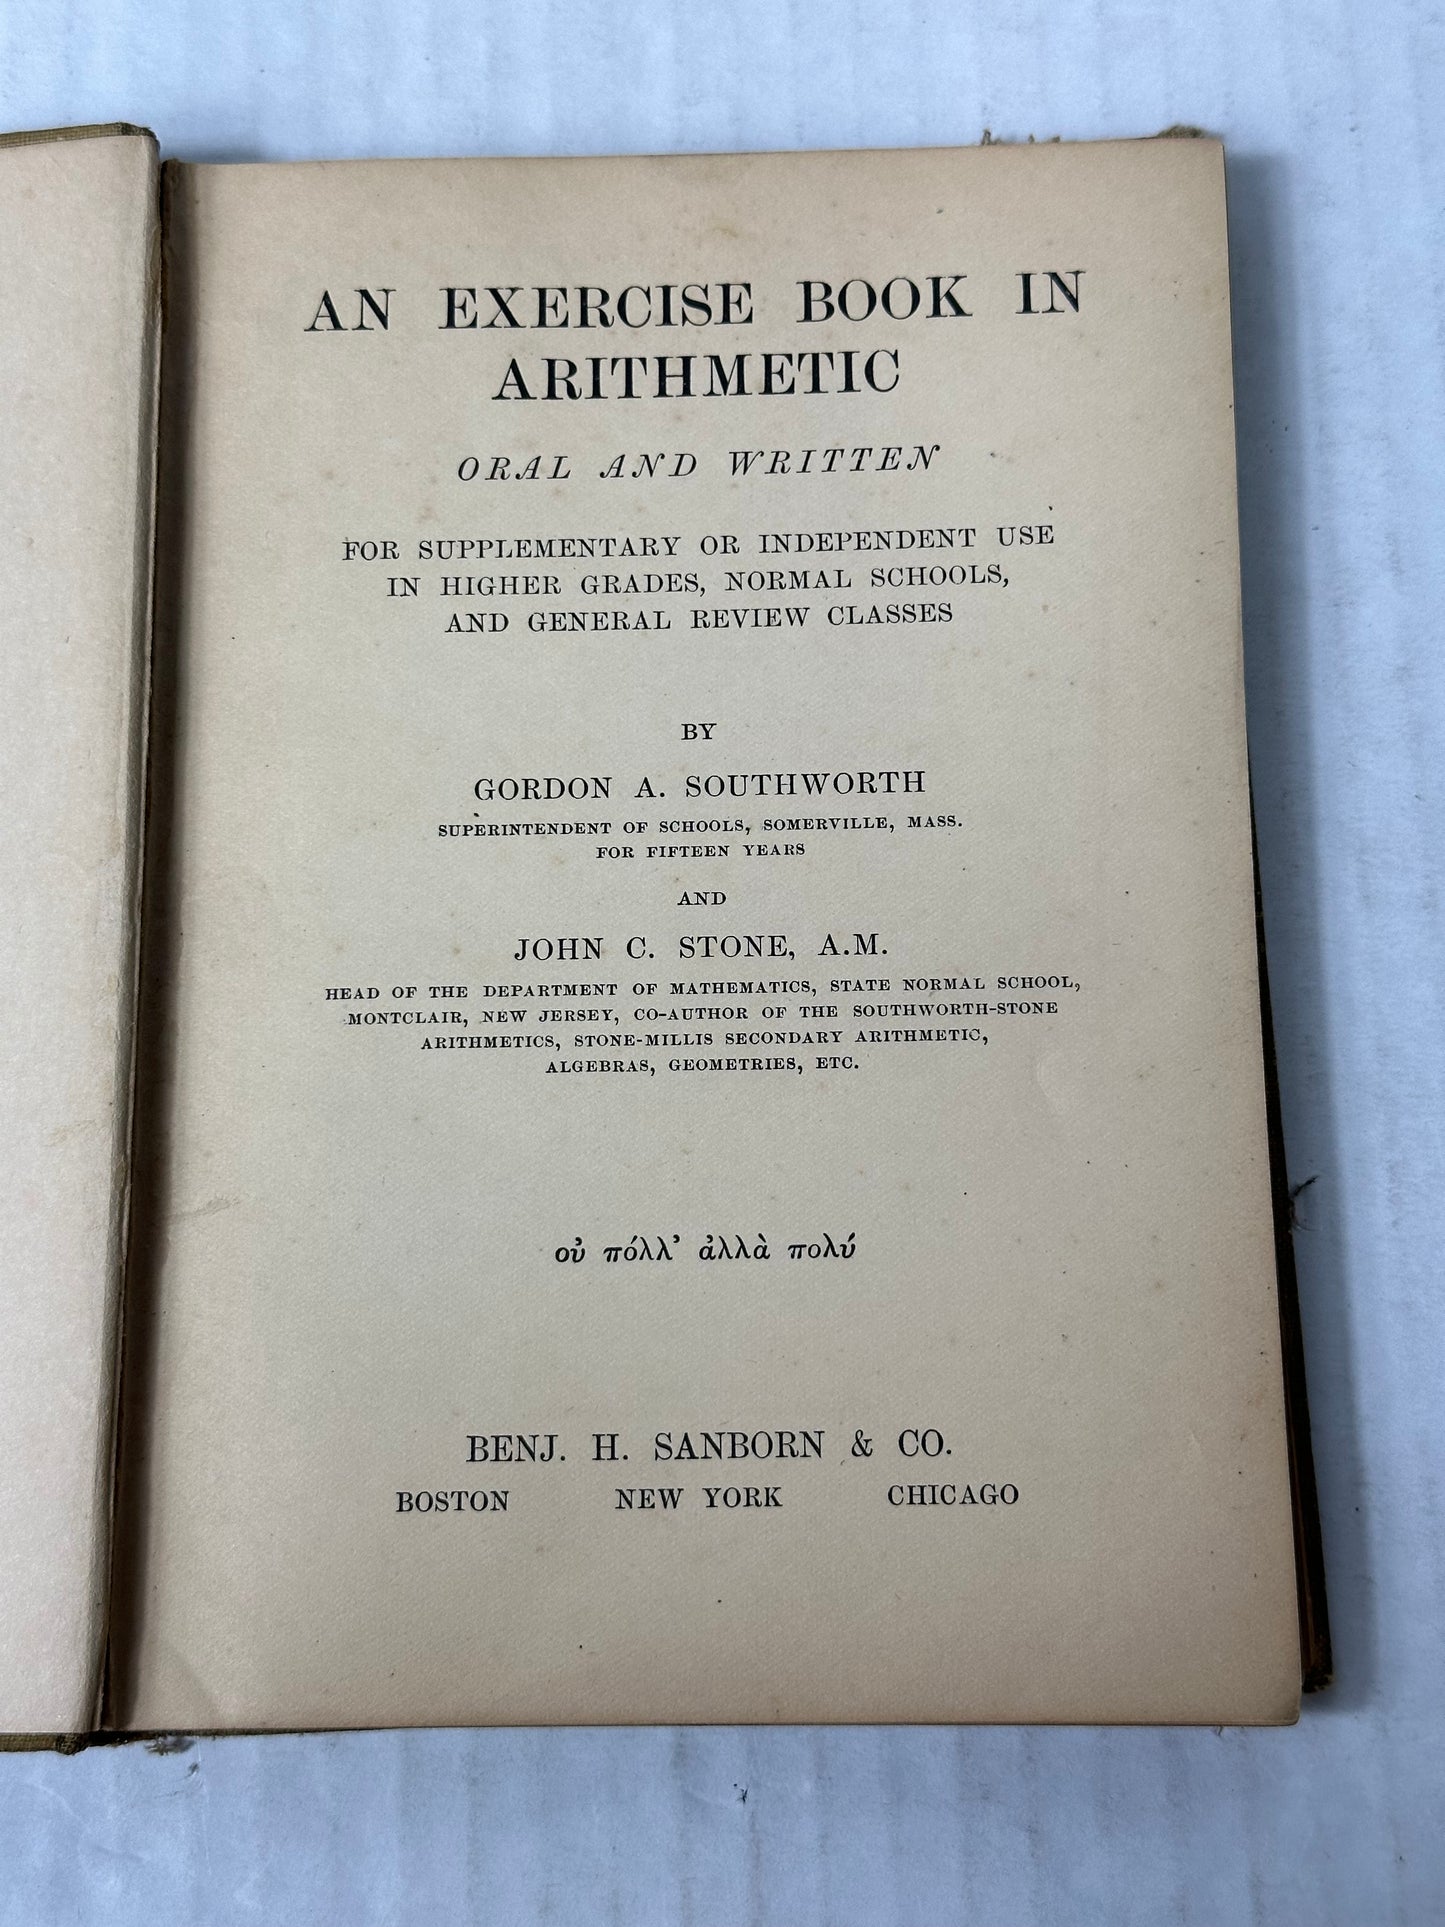 AN EXERCISE BOOK IN
ARITHMETIC
ORAL AND WRITTEN
FOR SUPPLEMENTARY OR INDEPENDENT USE
IN HIGHER GRADES, NORMAL SCHOOLS,
AND GENERAL REVIEW CLASSES
BY
GORDON A. SOUTHWORTH
SUPERINTENDENT OF SCHOOLS, SOMERVILLE, MASS.
FOR FIFTEEN YEARS
AND
JOHN C. STONE, A.M.
HEAD OF THE DEPARTMENT OF MATHEMATICS, STATE NORMAL SCHOOL,
MONTCLAIR, NEW JERSEY, CO-AUTHOR OF THE SOUTHWORTH-STONE
ARITHMETICS, STONE-MILLIS SECONDARY ARITHMETIC,
ALGEBRAS, GEOMETRIES, ETC.
οὐ πόλλ’ ἀλλὰ πολύ
BENJ. H. SANBORN & CO.
BOSTON NEW YORK CHICAGO